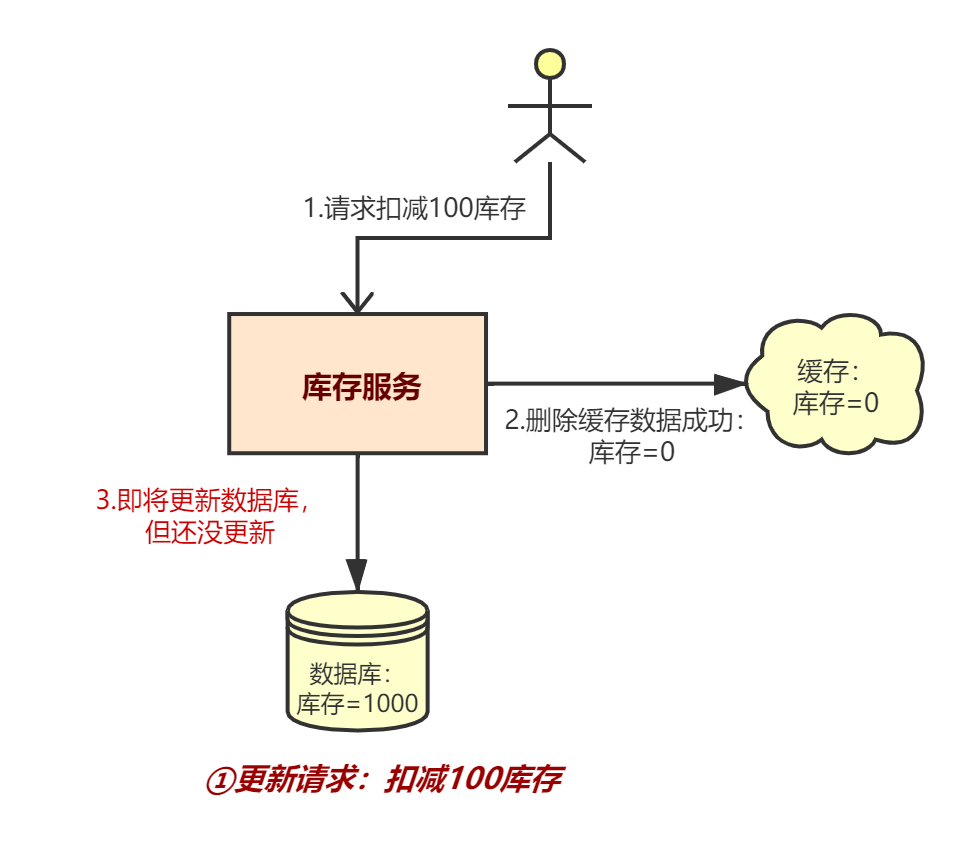 1.请求扣减100库存
库存服务
缓存：
库存=0
2.删除缓存数据成功：
库存=0
3.即将更新数据库，
但还没更新
数据库：
库存=1000
①更新请求：扣减100库存